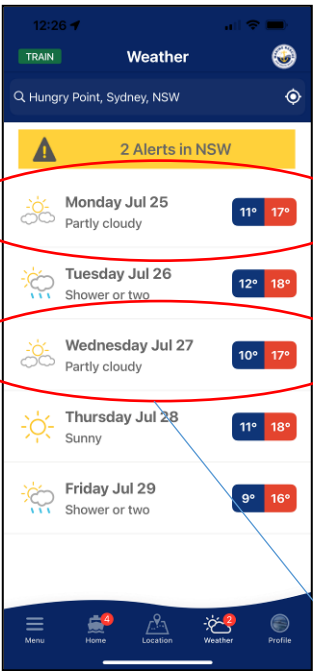 12:26
TRAIN
Weather
Hungry Point, Sydney, NSW
2 Alerts in NSW
Monday Jul 25
Partly cloudy
11° 17°
Tuesday Jul 26
Shower or two
12° 18°
Wednesday Jul 27
Partly cloudy
10° 17°
Thursday Jul 28
Sunny
11° 18°
Friday Jul 29
Shower or two
9° 16°
4 2
Menu Home Location Weather Profile